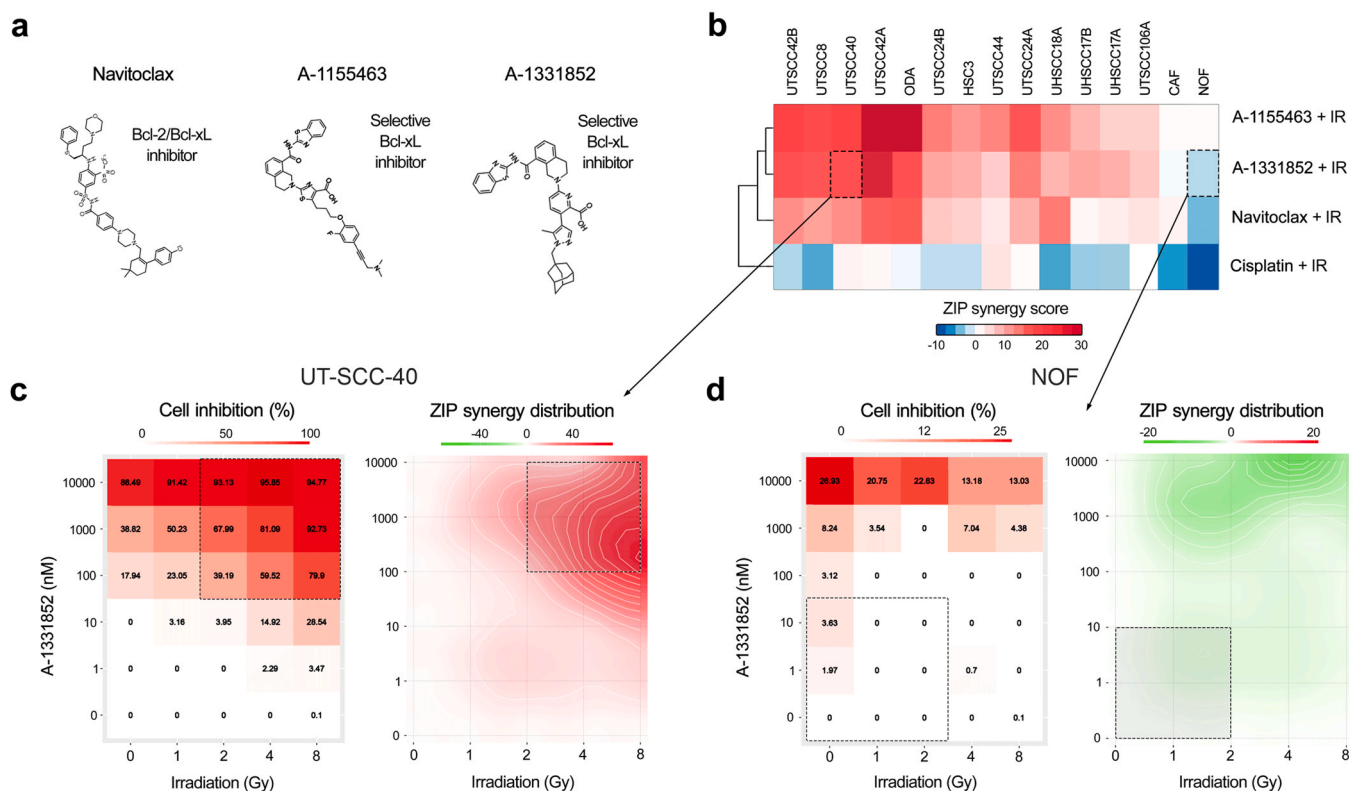 a
Navitoclax
A-1155463
A-1331852
Bcl-2/Bcl-xL
inhibitor
Selective
Bcl-xL
inhibitor
Selective
Bcl-xL
inhibitor
b
UTSCC42B
UTSCC8
UTSCC40
UTSCC42A
ODA
UTSCC24B
HSC3
UTSCC44
UTSCC24A
UHSCC18A
UHSCC17B
UHSCC17A
UTSCC106A
CAF
NOF
A-1155463 + IR
A-1331852 + IR
Navitoclax + IR
Cisplatin + IR
ZIP synergy score
-10 0 10 20 30
c
UT-SCC-40
Cell inhibition (%)
0 50 100
A-1331852 (nM)
10000 88.49 91.42 93.13 95.85 94.77
1000 38.82 50.23 67.99 81.09 92.73
100 17.94 23.05 39.19 59.52 79.9
10 0 3.16 3.95 14.92 28.54
1 0 0 0 2.29 3.47
0 0 0 0 0 0.1
0 1 2 4 8
Irradiation (Gy)
ZIP synergy distribution
-40 0 40
10000
1000
100
10
1
0
0 1 2 4 8
Irradiation (Gy)
d
NOF
Cell inhibition (%)
0 12 25
A-1331852 (nM)
10000 26.93 20.75 22.83 13.18 13.03
1000 8.24 3.54 0 7.04 4.38
100 3.12 0 0 0 0
10 3.63 0 0 0 0
1 1.97 0 0 0.7 0
0 0 0 0 0 0.1
0 1 2 4 8
Irradiation (Gy)
ZIP synergy distribution
-20 0 20
10000
1000
100
10
1
0
0 1 2 4 8
Irradiation (Gy)